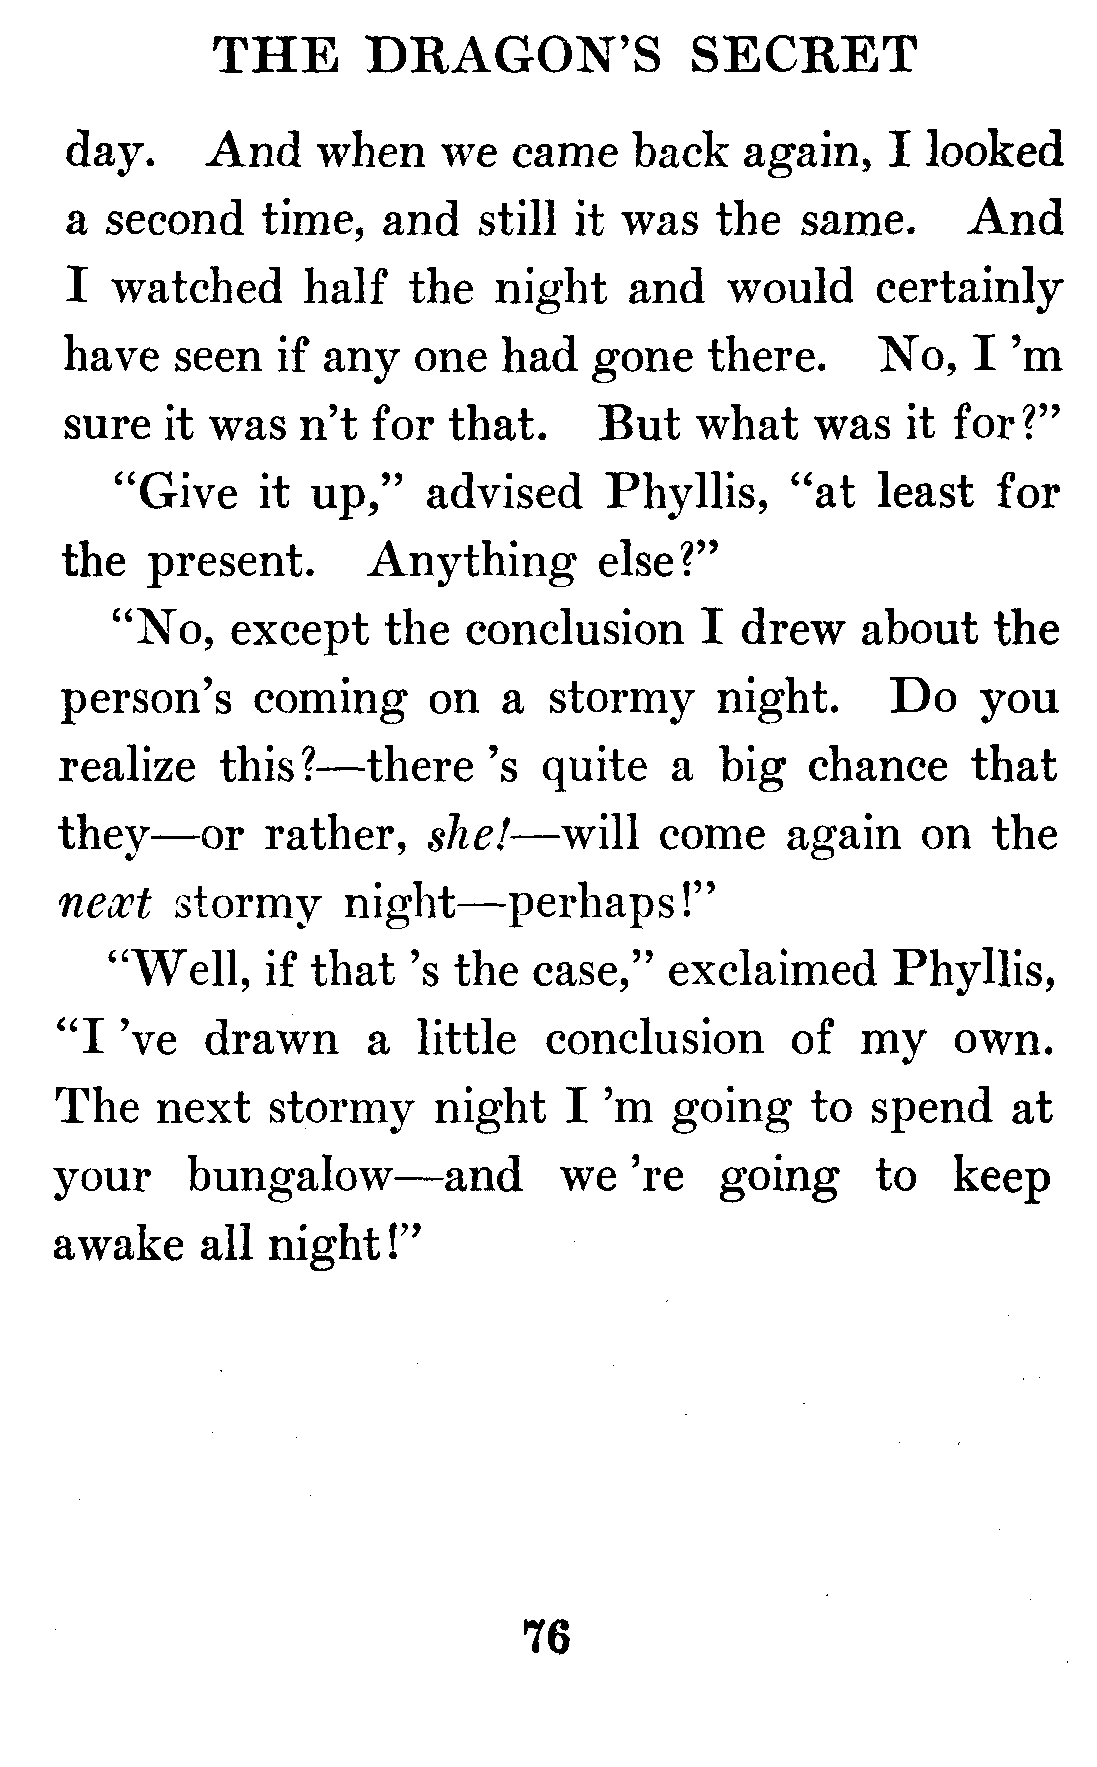 THE DRAGON'S SECRET
day. And when we came back again, I looked
a second time, and still it was the same. And
I watched half the night and would certainly
have seen if any one had gone there. No, I 'm
sure it was n't for that. But what was it for?”
“Give it up,” advised Phyllis, “at least for
the present. Anything else?”
“No, except the conclusion I drew about the
person's coming on a stormy night. Do you
realize this?—there 's quite a big chance that
they—or rather, she!—will come again on the
next stormy night—perhaps!”
“Well, if that 's the case,” exclaimed Phyllis,
“I 've drawn a little conclusion of my own.
The next stormy night I 'm going to spend at
your bungalow—and we 're going to keep
awake all night!”
76